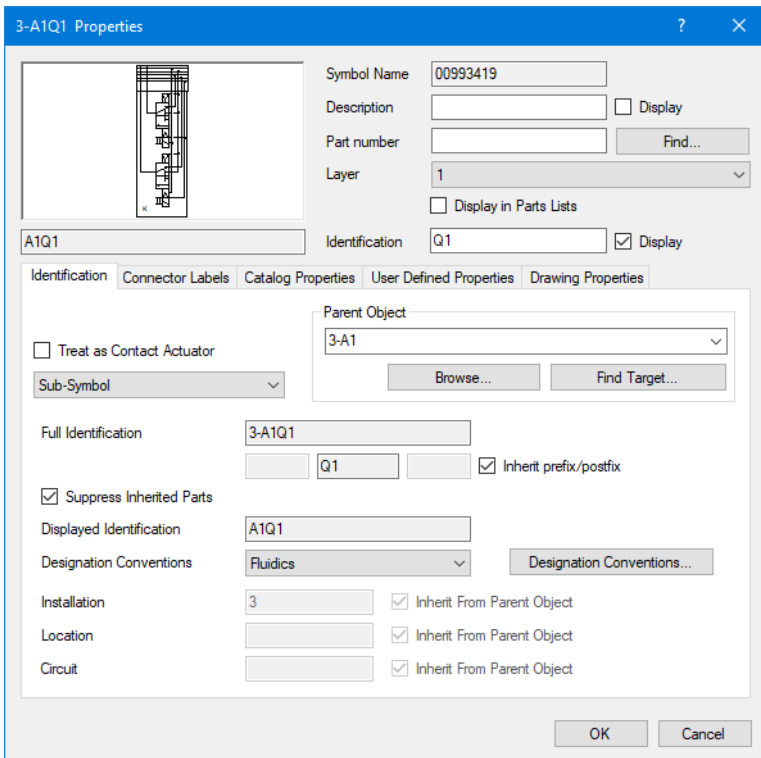 3-A1Q1 Properties ?
Symbol Name 00993419
Description Display
Part number Find...
Layer 1
Display in Parts Lists
A1Q1 Identification Q1 Display
Identification Connector Labels Catalog Properties User Defined Properties Drawing Properties
Parent Object
3-A1
Treat as Contact Actuator
Sub-Symbol Browse... Find Target...
Full Identification 3-A1Q1
Q1 Inherit prefix/postfix
Suppress Inherited Parts
Displayed Identification A1Q1
Designation Conventions Fluidics Designation Conventions...
Installation 3 Inherit From Parent Object
Location Inherit From Parent Object
Circuit Inherit From Parent Object
OK Cancel